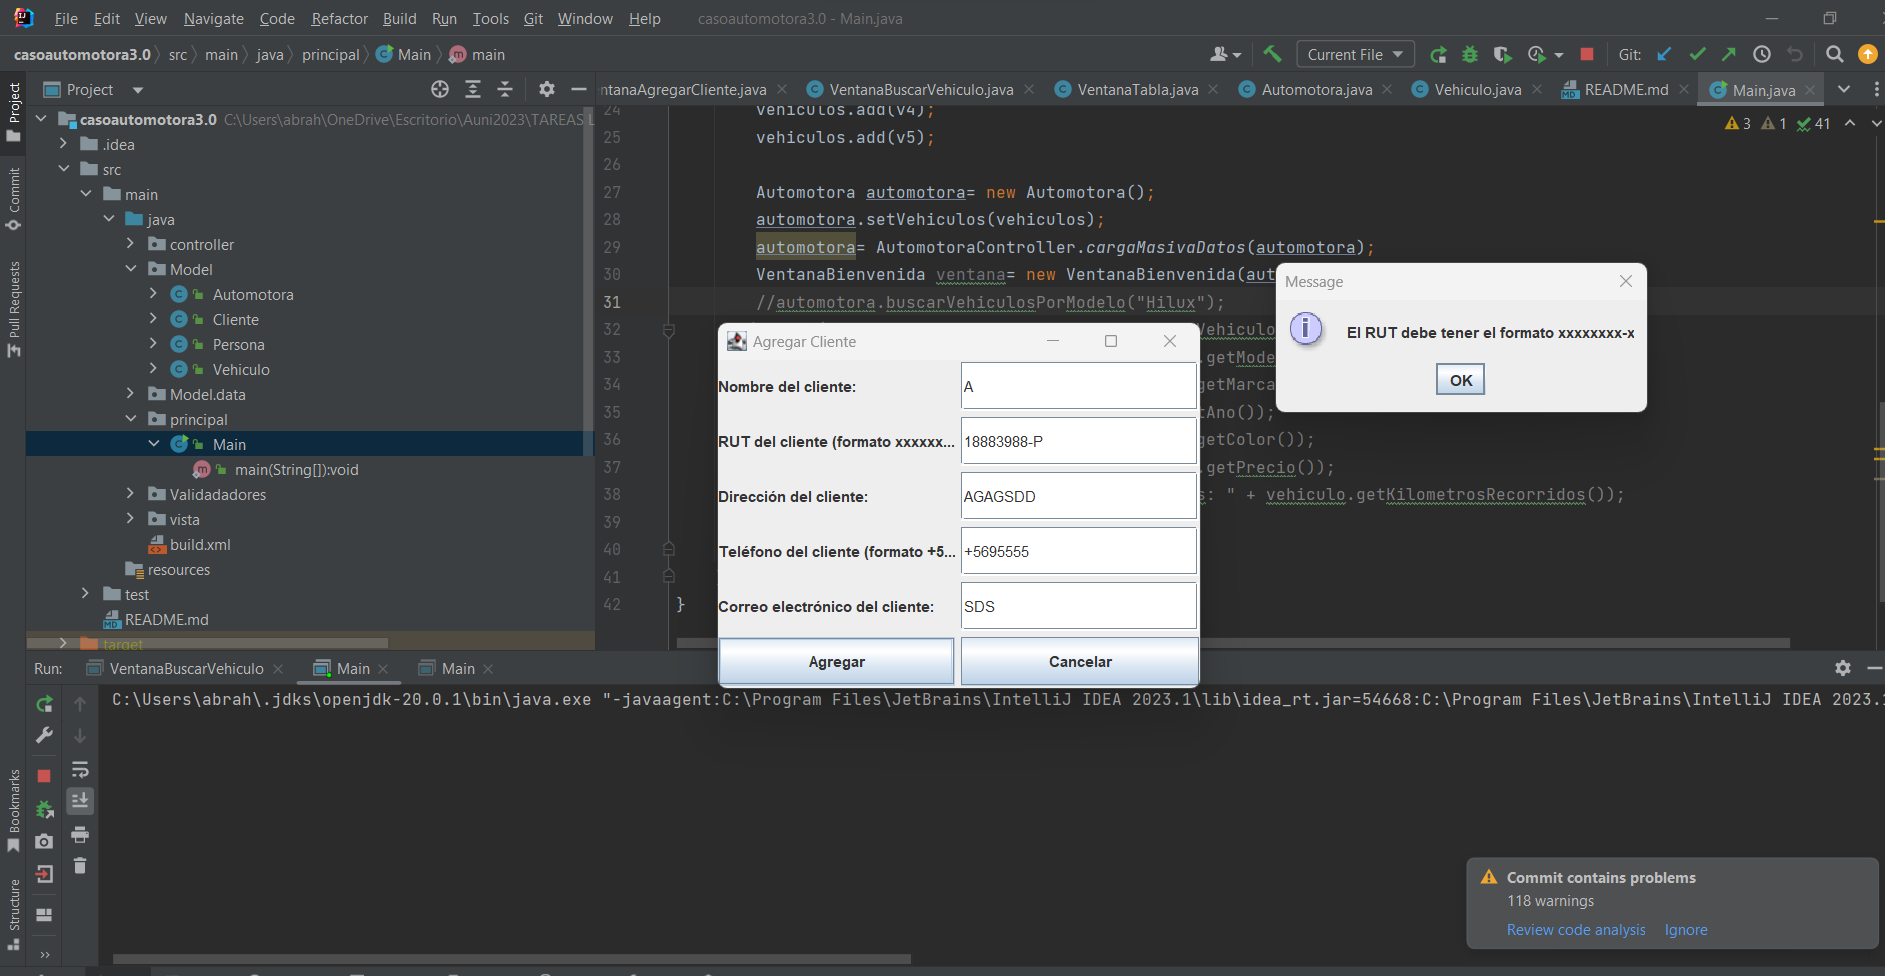 File Edit View Navigate Code Refactor Build Run Tools Git Window Help casoautomotora3.0 - Main.java
casoautomotora3.0 src main java principal Main main
Current File Git:
Project
ntanaAgregarCliente.java VentanaBuscarVehiculo.java VentanaTabla.java Automotora.java Vehiculo.java README.md Main.java
Project
Commit
Pull Requests
Bookmarks
Structure
casoautomotora3.0 C:\Users\abrah\OneDrive\Escritorio\Auni2023\TAREAS L
.idea
src
main
java
controller
Model
Automotora
Cliente
Persona
Vehiculo
Model.data
principal
Main
main(String[]):void
Validadadores
vista
build.xml
resources
test
README.md
target
3 1 41
24 vehiculos.add(v4);
25 vehiculos.add(v5);
26
27 Automotora automotora= new Automotora();
28 automotora.setVehiculos(vehiculos);
29 automotora= AutomotoraController.cargaMasivaDatos(automotora);
30 VentanaBienvenida ventana= new VentanaBienvenida(aut
31 //automotora.buscarVehiculosPorModelo("Hilux");
32 Vehiculo
33 .getMode
34 getMarca
35 tAno());
36 getColor());
37 .getPrecio());
38 s: " + vehiculo.getKilometrosRecorridos());
39
40
41
42 }
Message
El RUT debe tener el formato xxxxxxxx-x
OK
Agregar Cliente
Nombre del cliente: A
RUT del cliente (formato xxxxxx... 18883988-P
Dirección del cliente: AGAGSDD
Teléfono del cliente (formato +5... +5695555
Correo electrónico del cliente: SDS
Agregar Cancelar
Run: VentanaBuscarVehiculo Main Main
C:\Users\abrah\.jdks\openjdk-20.0.1\bin\java.exe "-javaagent:C:\Program Files\JetBrains\IntelliJ IDEA 2023.1\lib\idea_rt.jar=54668:C:\Program Files\JetBrains\IntelliJ IDEA 2023.1
Commit contains problems
118 warnings
Review code analysis Ignore